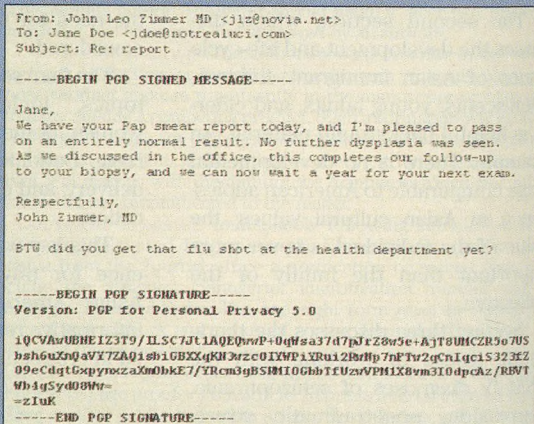 From: John Leo Zimmer MD <jlz@novia.net>
To: Jane Doe <jdoe@notrealuci.com>
Subject: Re: report
-----BEGIN PGP SIGNED MESSAGE-----
Jane,
We have your Pap smear report today, and I'm pleased to pass
on an entirely normal result. No further dysplasia was seen.
As we discussed in the office, this completes our follow-up
to your biopsy, and we can now wait a year for your next exam.
Respectfully,
John Zimmer, MD
BTW did you get that flu shot at the health department yet?
-----BEGIN PGP SIGNATURE-----
Version: PGP for Personal Privacy 5.0
=zIuK
-----END PGP SIGNATURE-----